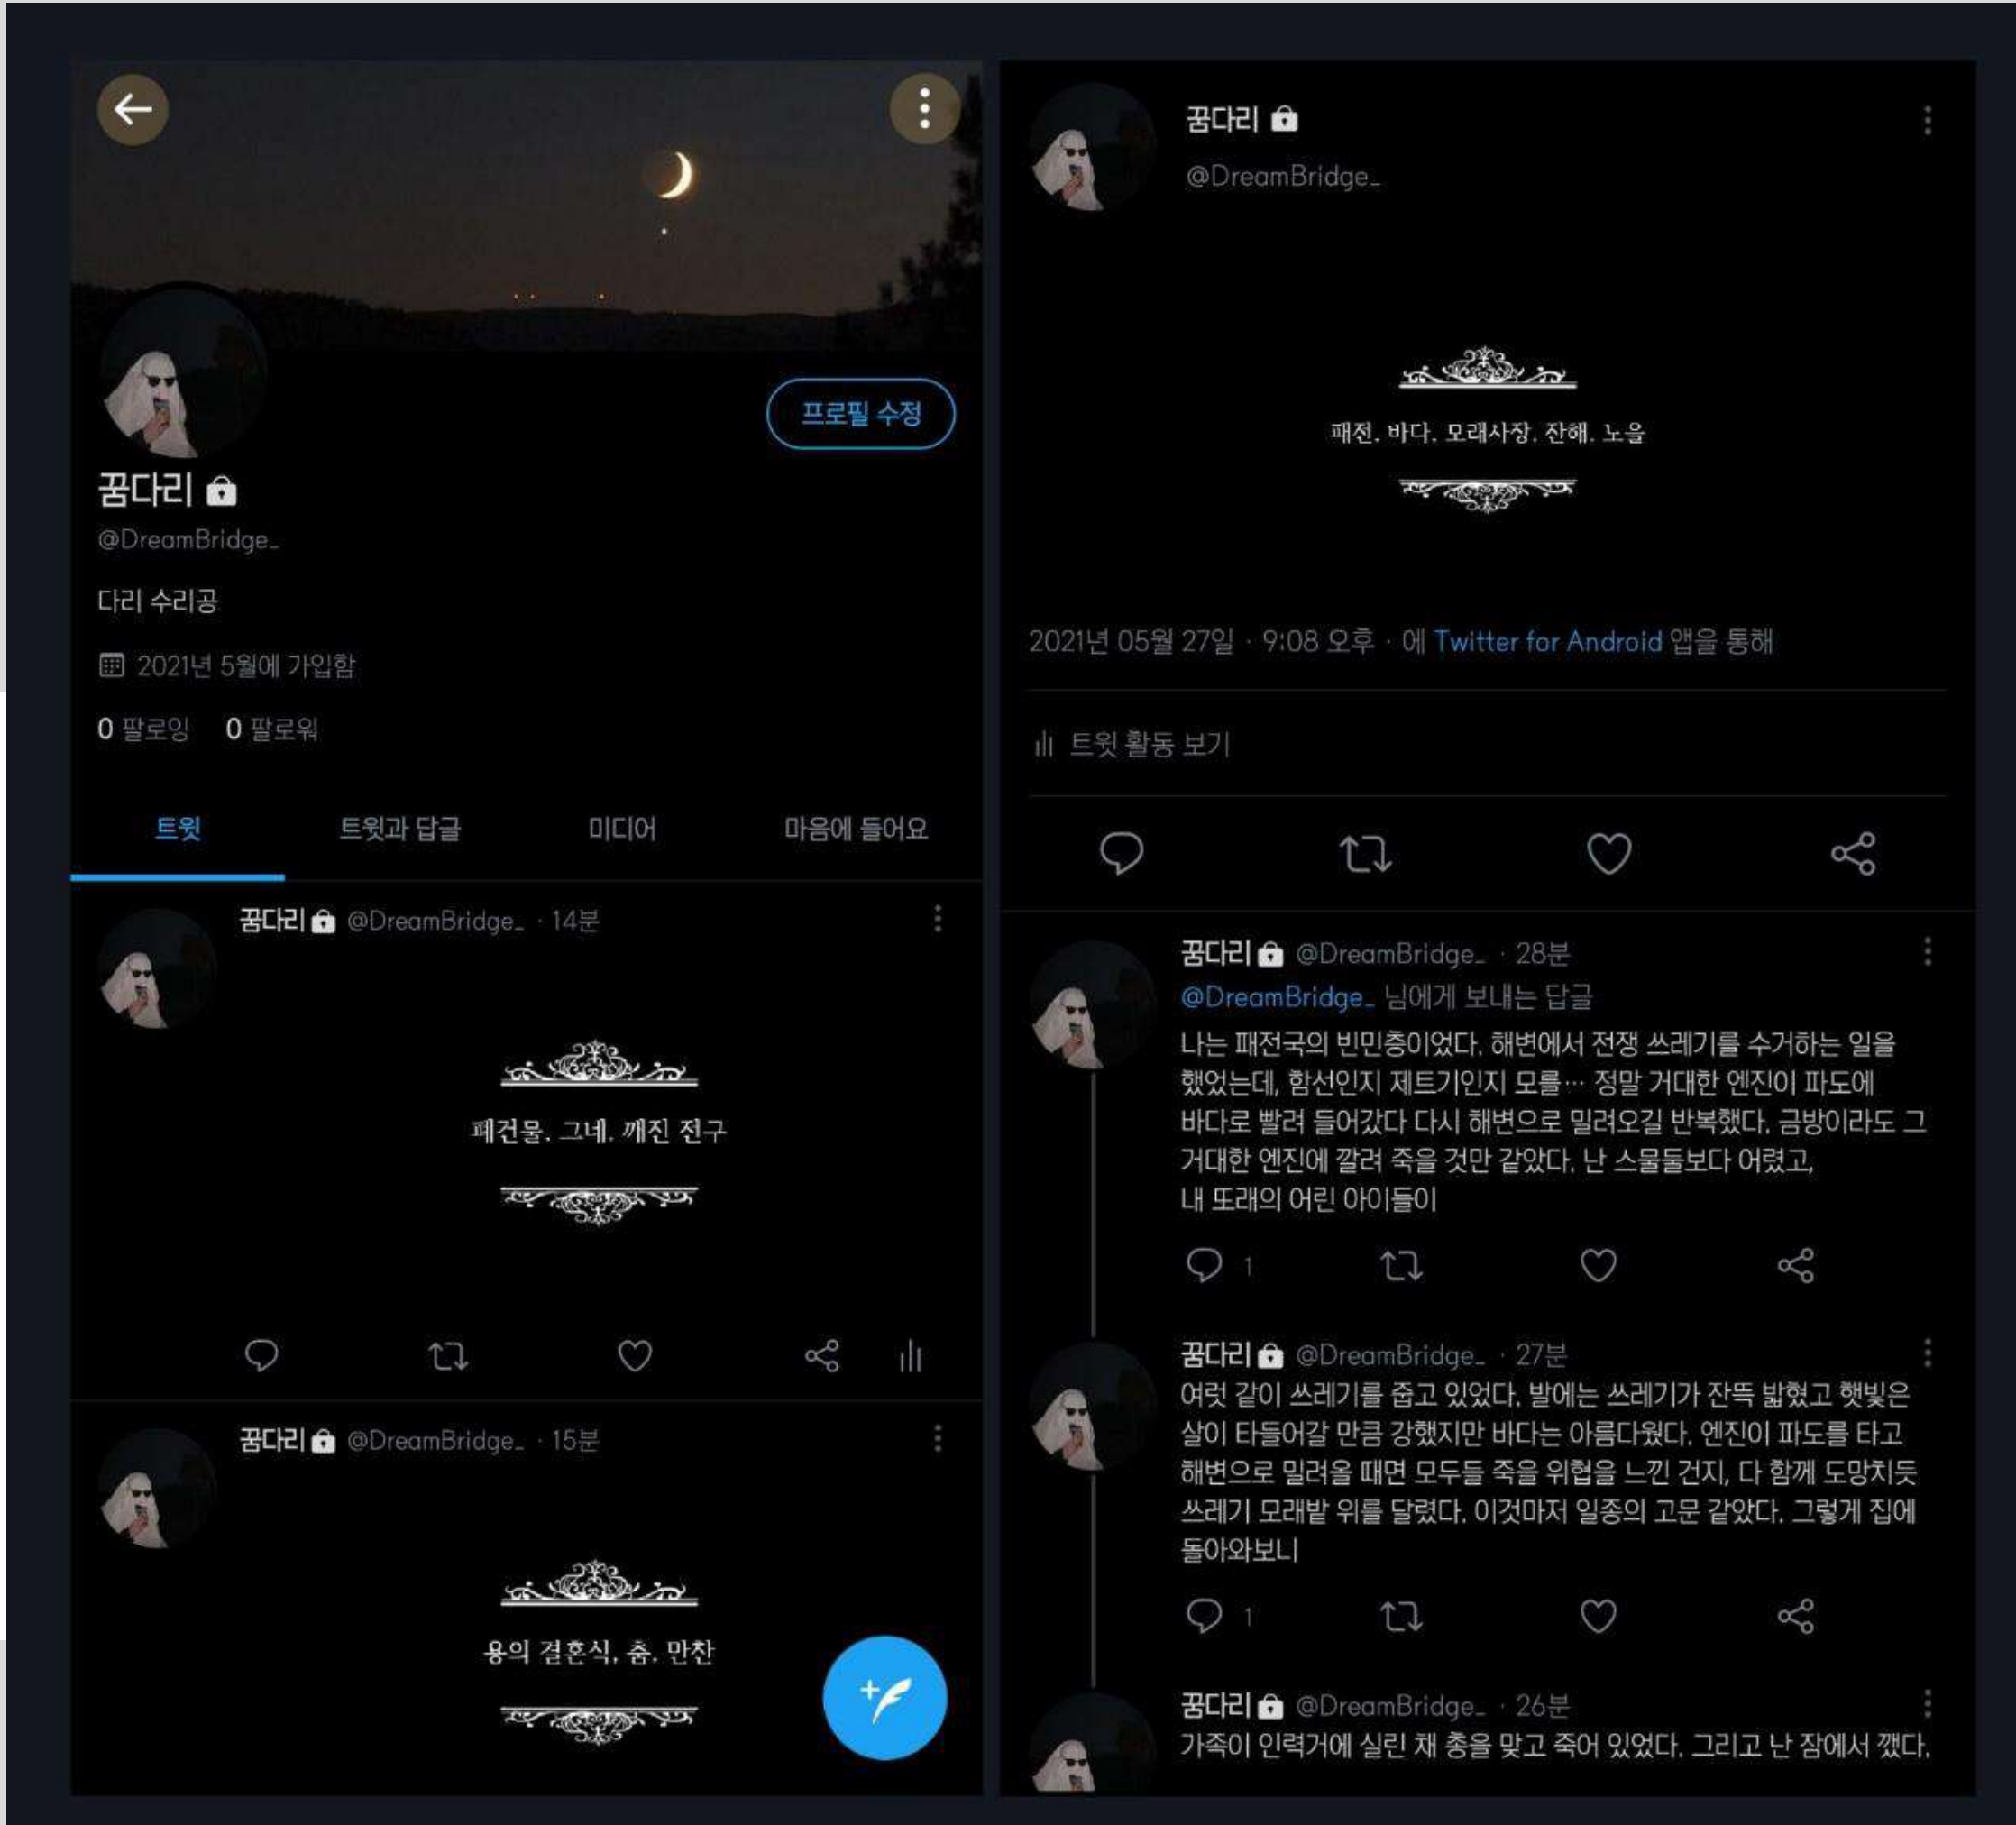 꿈다리
@DreamBridge_
프로필 수정
다리 수리공
2021년 5월에 가입함
0 팔로잉 0 팔로워
트윗 트윗과 답글 미디어 마음에 들어요
꿈다리 @DreamBridge_ · 14분
폐건물. 그네. 깨진 전구
꿈다리 @DreamBridge_ · 15분
용의 결혼식, 춤. 만찬
꿈다리
@DreamBridge_
패전. 바다. 모래사장. 잔해. 노을
2021년 05월 27일 · 9:08 오후 · 에 Twitter for Android 앱을 통해
트윗 활동 보기
꿈다리 @DreamBridge_ · 28분
@DreamBridge_ 님에게 보내는 답글
나는 패전국의 빈민층이었다. 해변에서 전쟁 쓰레기를 수거하는 일을
했었는데, 함선인지 제트기인지 모를… 정말 거대한 엔진이 파도에
바다로 빨려 들어갔다 다시 해변으로 밀려오길 반복했다. 금방이라도 그
거대한 엔진에 깔려 죽을 것만 같았다. 난 스물둘보다 어렸고,
내 또래의 어린 아이들이
1
꿈다리 @DreamBridge_ · 27분
여럿 같이 쓰레기를 줍고 있었다. 발에는 쓰레기가 잔뜩 밟혔고 햇빛은
살이 타들어갈 만큼 강했지만 바다는 아름다웠다. 엔진이 파도를 타고
해변으로 밀려올 때면 모두들 죽을 위협을 느낀 건지, 다 함께 도망치듯
쓰레기 모래밭 위를 달렸다. 이것마저 일종의 고문 같았다. 그렇게 집에
돌아와보니
1
꿈다리 @DreamBridge_ · 26분
가족이 인력거에 실린 채 총을 맞고 죽어 있었다. 그리고 난 잠에서 깼다.